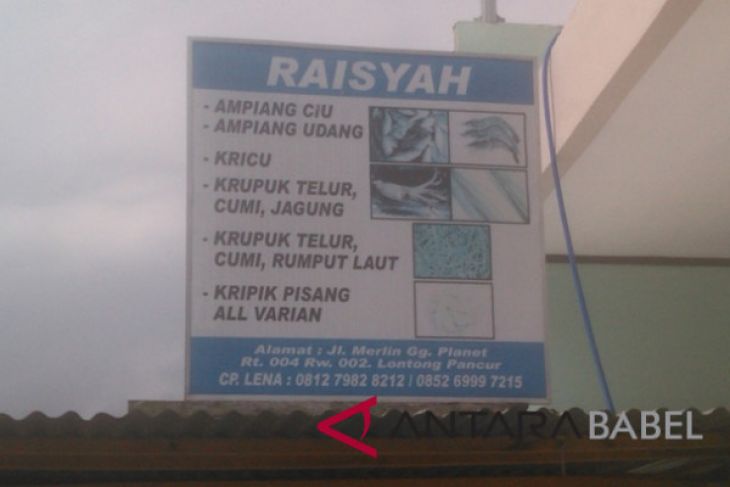 RAISYAH
- AMPIANG CiU
- AMPIANG UDANG
- KRICU
- KRUPUK TELUR,
CUMI, JAGUNG
- KRUPUK TELUR,
CUMI, RUMPUT LAUT
- KRIPIK PISANG
ALL VARIAN
Alamat : Jl. Merlin Gg. Planet
Rt. 004 Rw. 002. Lontong Pancur
CP. LENA : 0812 7982 8212 / 0852 6999 7215
ANTARA BABEL